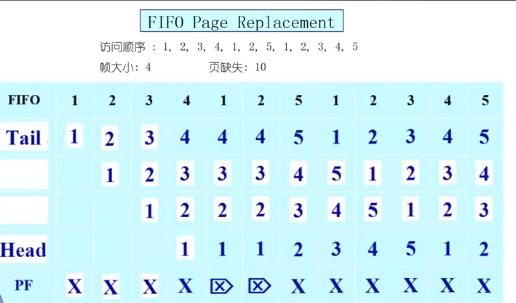 FIFO Page Replacement
访问顺序 : 1, 2, 3, 4, 1, 2, 5, 1, 2, 3, 4, 5
帧大小: 4 页缺失: 10
FIFO 1 2 3 4 1 2 5 1 2 3 4 5
Tail 1 2 3 4 4 4 5 1 2 3 4 5
1 2 3 3 3 4 5 1 2 3 4
1 2 2 2 3 4 5 1 2 3
Head 1 1 1 2 3 4 5 1 2
PF X X X X ⌦ ⌦ X X X X X X